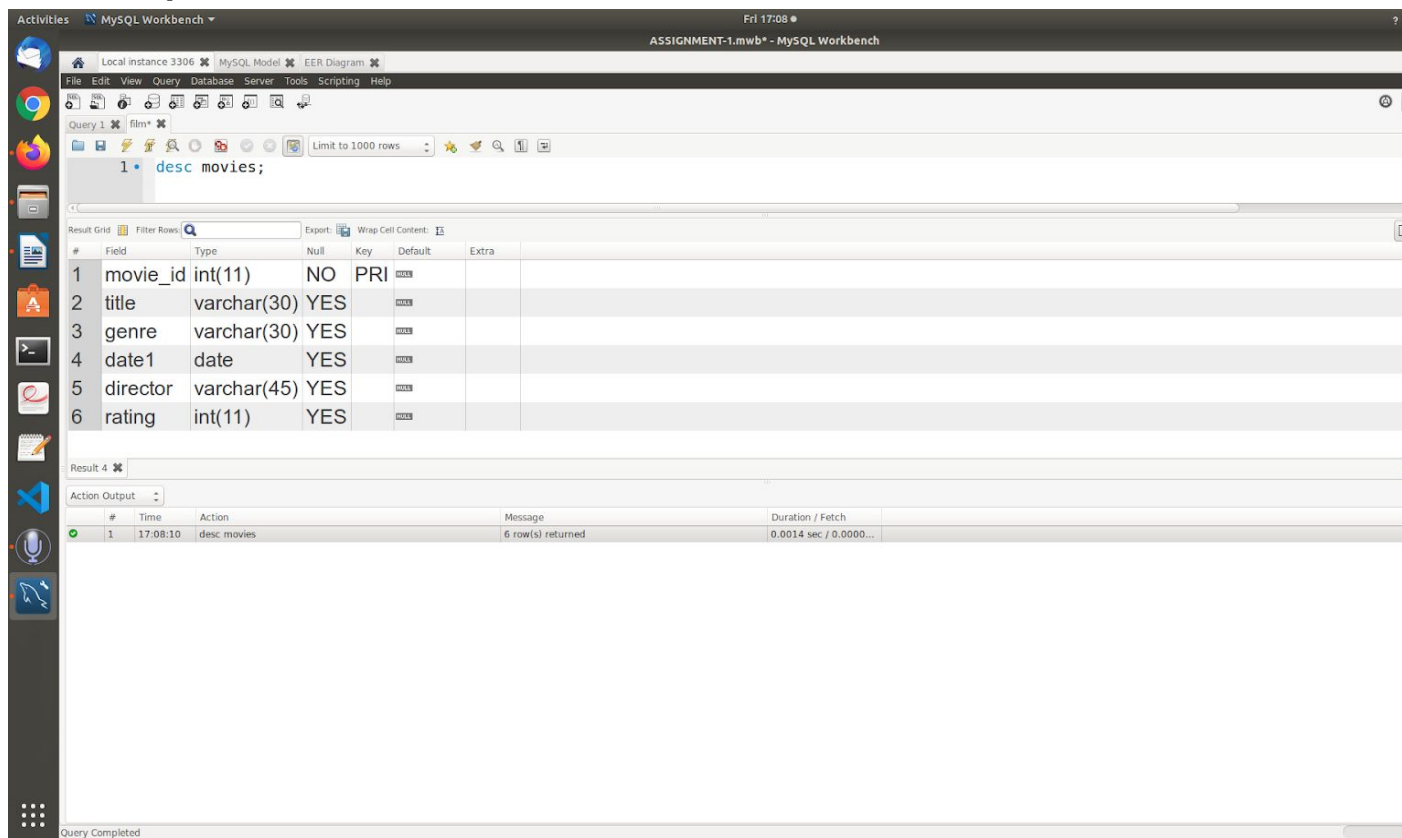 Activities MySQL Workbench Fri 17:08 ?
ASSIGNMENT-1.mwb* - MySQL Workbench
Local instance 3306 MySQL Model EER Diagram
File Edit View Query Database Server Tools Scripting Help
Query 1 film*
Limit to 1000 rows
1 desc movies;
Result Grid Filter Rows: Export: Wrap Cell Content:
# Field Type Null Key Default Extra
1 movie_id int(11) NO PRI NULL
2 title varchar(30) YES NULL
3 genre varchar(30) YES NULL
4 date1 date YES NULL
5 director varchar(45) YES NULL
6 rating int(11) YES NULL
Result 4
Action Output
# Time Action Message Duration / Fetch
1 17:08:10 desc movies 6 row(s) returned 0.0014 sec / 0.0000...
Query Completed